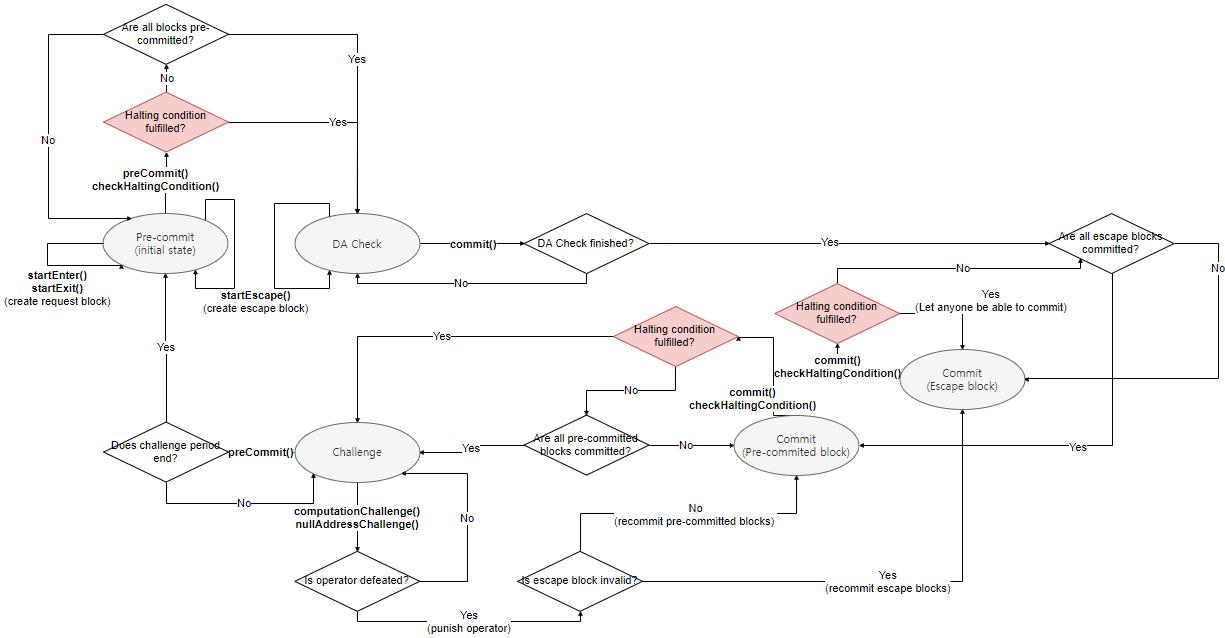 Are all blocks pre-
committed?
Yes
No
Halting condition
fulfilled?
Yes
No
preCommit()
checkHaltingCondition()
Pre-commit
(initial state)
DA Check
commit()
DA Check finished?
Yes
Are all escape blocks
committed?
No
No
No
startEnter()
startExit()
(create request block)
startEscape()
(create escape block)
Yes
(Let anyone be able to commit)
Halting condition
fulfilled?
Halting condition
fulfilled?
Yes
Yes
commit()
checkHaltingCondition()
Commit
(Escape block)
No
commit()
checkHaltingCondition()
Does challenge period
end?
preCommit()
Challenge
Yes
Are all pre-committed
blocks committed?
No
Commit
(Pre-commited block)
Yes
No
computationChallenge()
nullAddressChallenge()
No
No
(recommit pre-committed blocks)
Is operator defeated?
Is escape block invalid?
Yes
(recommit escape blocks)
Yes
(punish operator)